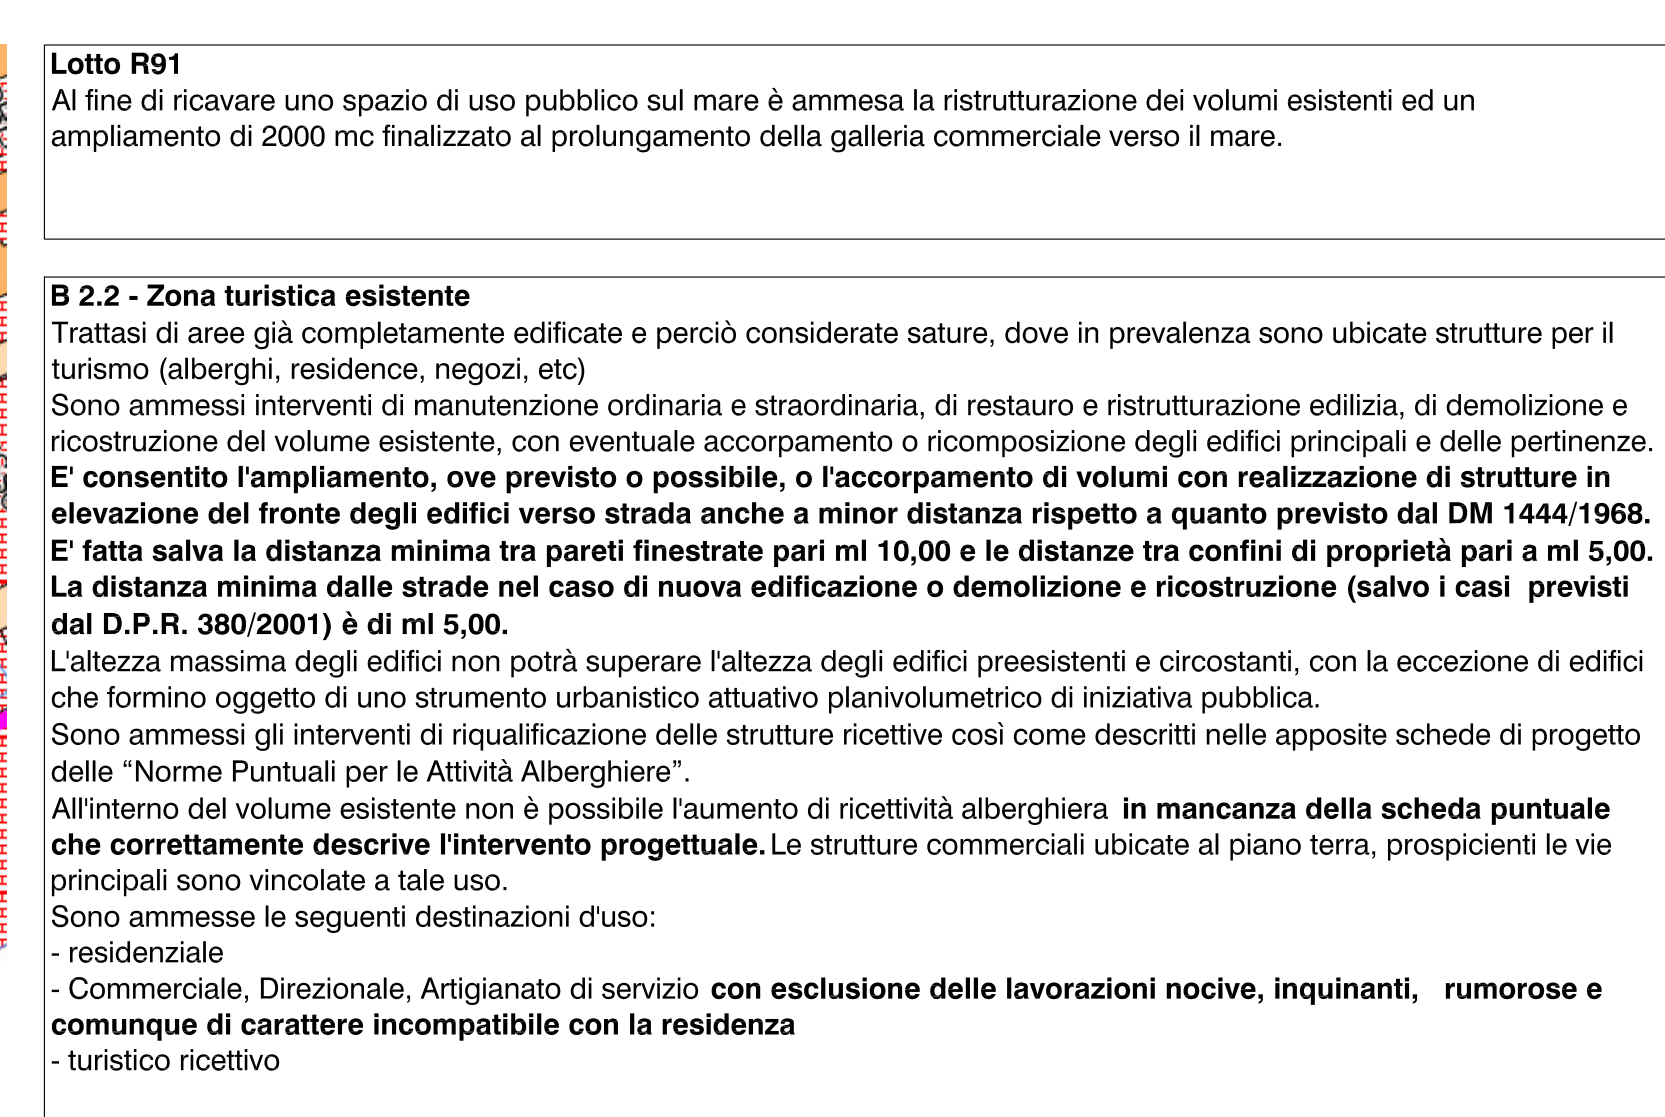 Lotto R91
Al fine di ricavare uno spazio di uso pubblico sul mare è ammesa la ristrutturazione dei volumi esistenti ed un
ampliamento di 2000 mc finalizzato al prolungamento della galleria commerciale verso il mare.
B 2.2 - Zona turistica esistente
Trattasi di aree già completamente edificate e perciò considerate sature, dove in prevalenza sono ubicate strutture per il
turismo (alberghi, residence, negozi, etc)
Sono ammessi interventi di manutenzione ordinaria e straordinaria, di restauro e ristrutturazione edilizia, di demolizione e
ricostruzione del volume esistente, con eventuale accorpamento o ricomposizione degli edifici principali e delle pertinenze.
E' consentito l'ampliamento, ove previsto o possibile, o l'accorpamento di volumi con realizzazione di strutture in
elevazione del fronte degli edifici verso strada anche a minor distanza rispetto a quanto previsto dal DM 1444/1968.
E' fatta salva la distanza minima tra pareti finestrate pari ml 10,00 e le distanze tra confini di proprietà pari a ml 5,00.
La distanza minima dalle strade nel caso di nuova edificazione o demolizione e ricostruzione (salvo i casi previsti
dal D.P.R. 380/2001) è di ml 5,00.
L'altezza massima degli edifici non potrà superare l'altezza degli edifici preesistenti e circostanti, con la eccezione di edifici
che formino oggetto di uno strumento urbanistico attuativo planivolumetrico di iniziativa pubblica.
Sono ammessi gli interventi di riqualificazione delle strutture ricettive così come descritti nelle apposite schede di progetto
delle “Norme Puntuali per le Attività Alberghiere”.
All'interno del volume esistente non è possibile l'aumento di ricettività alberghiera in mancanza della scheda puntuale
che correttamente descrive l'intervento progettuale. Le strutture commerciali ubicate al piano terra, prospicienti le vie
principali sono vincolate a tale uso.
Sono ammesse le seguenti destinazioni d'uso:
- residenziale
- Commerciale, Direzionale, Artigianato di servizio con esclusione delle lavorazioni nocive, inquinanti, rumorose e
comunque di carattere incompatibile con la residenza
- turistico ricettivo